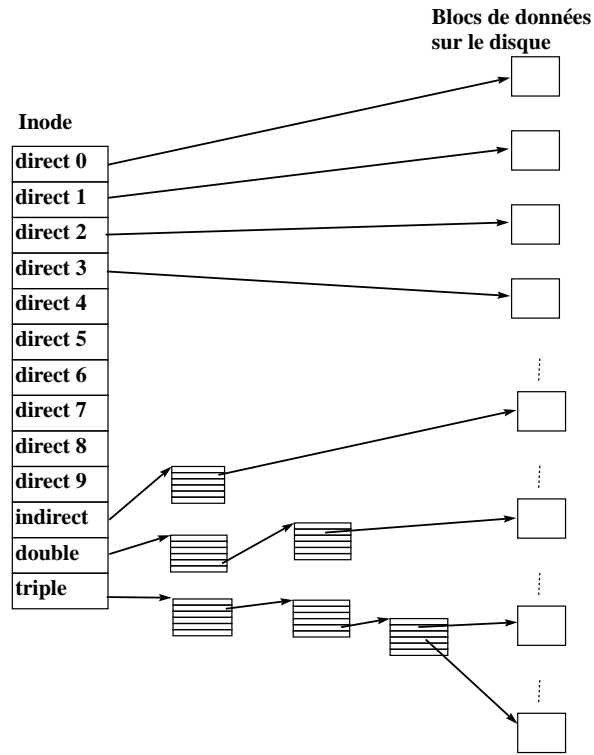 Blocs de données
sur le disque
Inode
direct 0
direct 1
direct 2
direct 3
direct 4
direct 5
direct 6
direct 7
direct 8
direct 9
indirect
double
triple